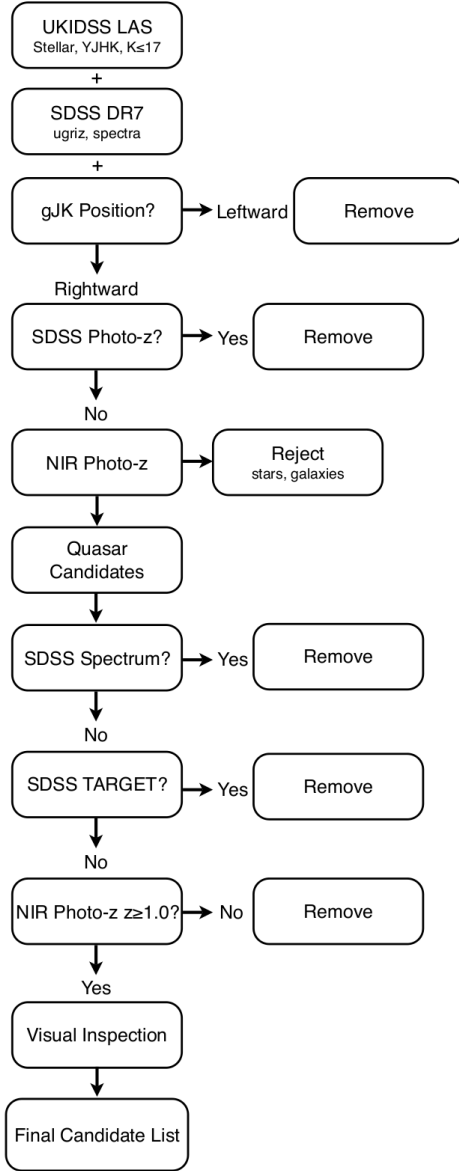 UKIDSS LAS
Stellar, YJHK, K≤17
+
SDSS DR7
ugriz, spectra
+
gJK Position?
Leftward
Remove
Rightward
SDSS Photo-z?
Yes
Remove
No
NIR Photo-z
Reject
stars, galaxies
Quasar
Candidates
SDSS Spectrum?
Yes
Remove
No
SDSS TARGET?
Yes
Remove
No
NIR Photo-z z≥1.0?
No
Remove
Yes
Visual Inspection
Final Candidate List